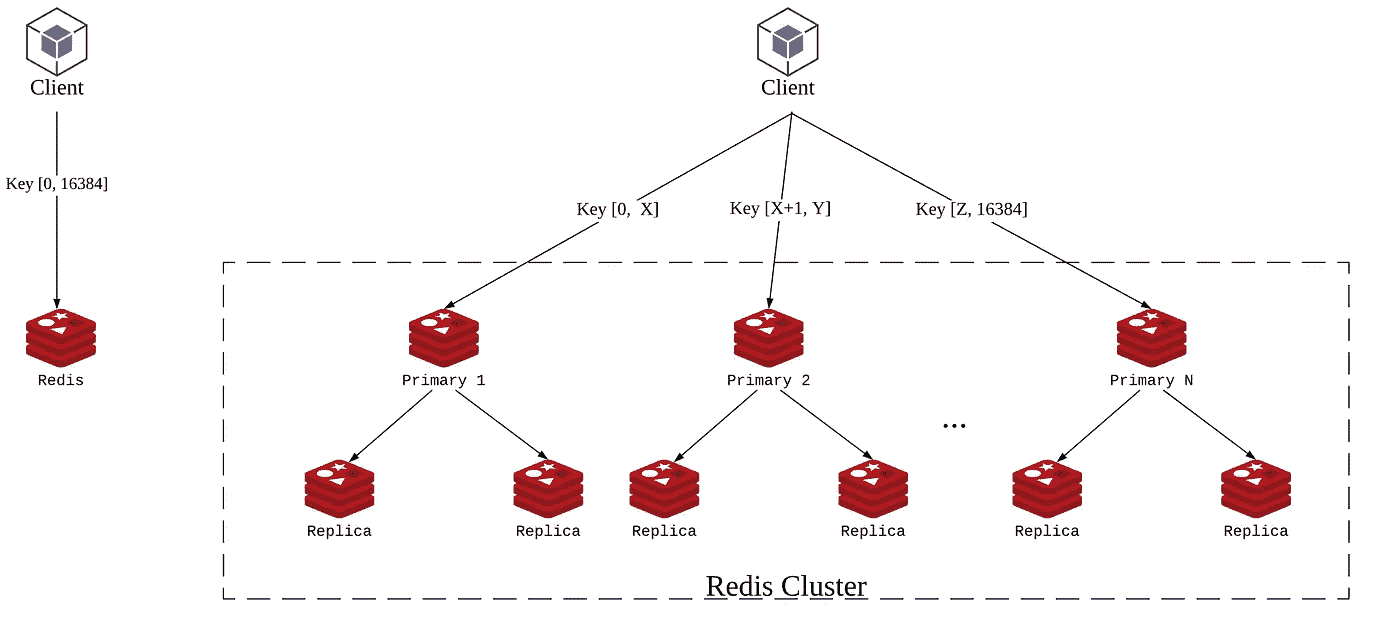 Client
Client
Key [0, 16384]
Key [0, X]
Key [X+1, Y]
Key [Z, 16384]
Redis
Primary 1
Primary 2
Primary N
...
Replica
Replica
Replica
Replica
Replica
Replica
Redis Cluster